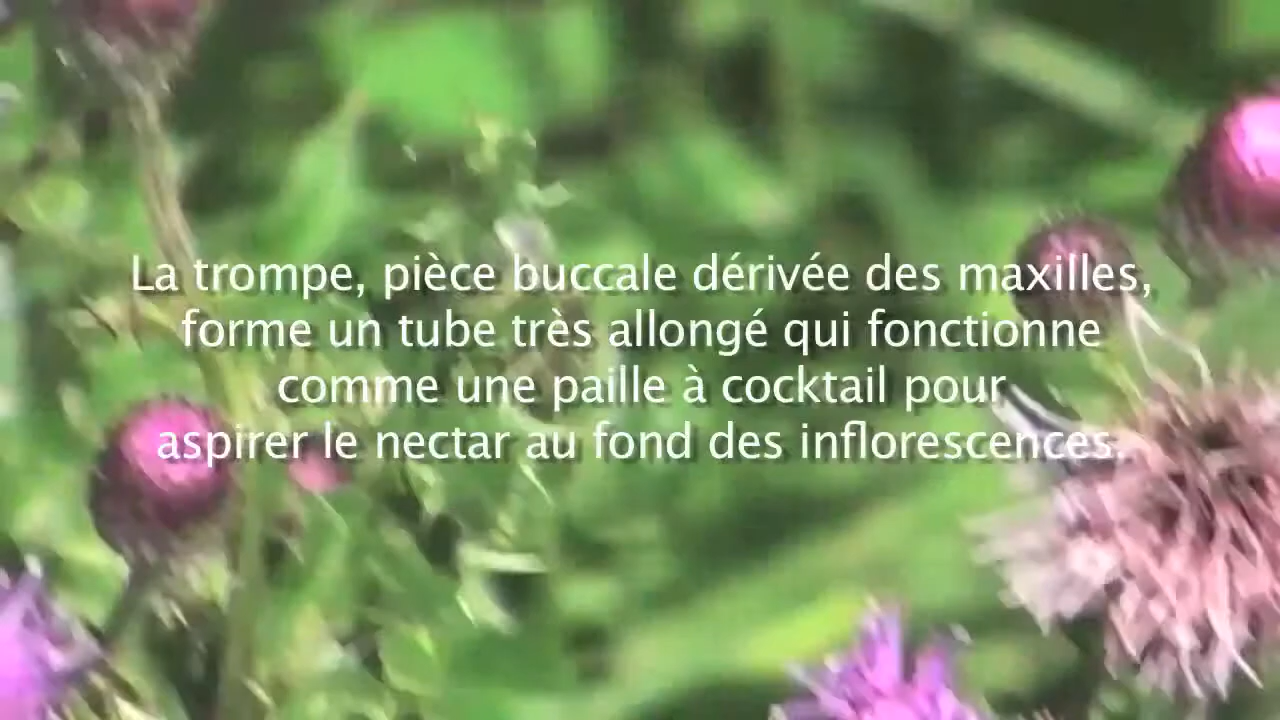 La trompe, pièce buccale dérivée des maxilles,
forme un tube très allongé qui fonctionne
comme une paille à cocktail pour
aspirer le nectar au fond des inflorescences.